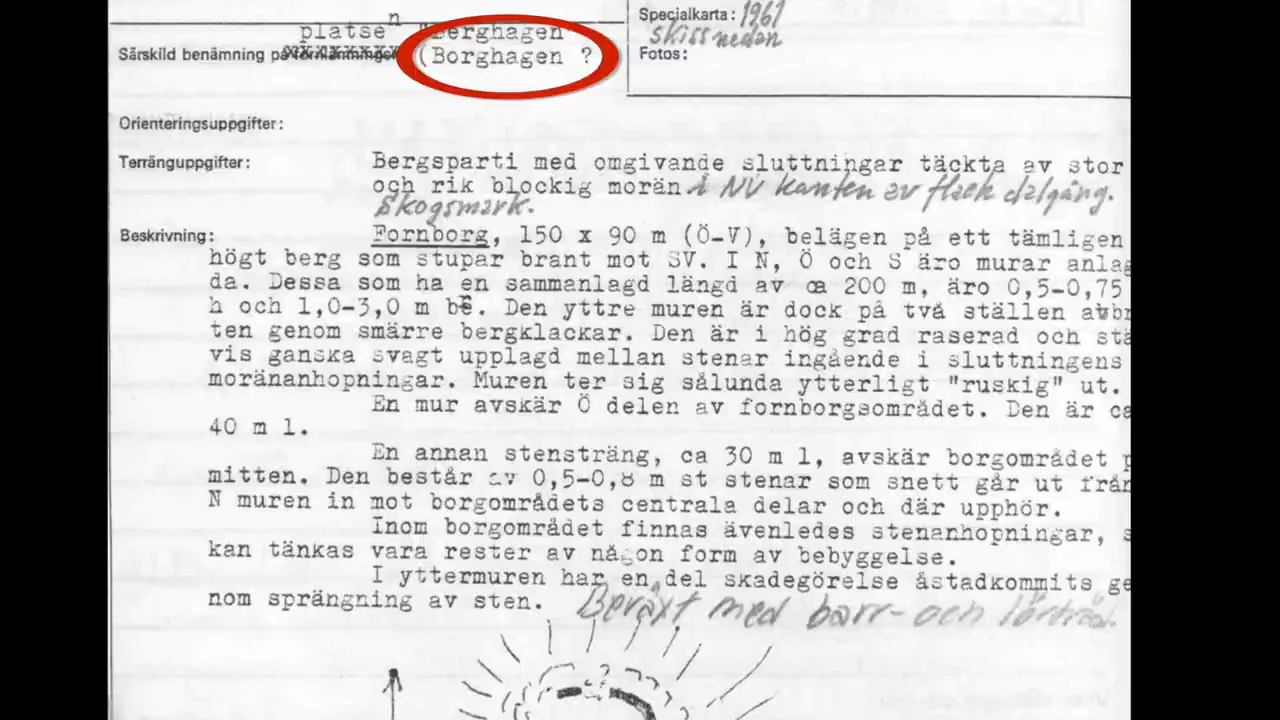 Specialkarta: 1961
platsen "Berghagen
skiss nedan
Särskild benämning på fornlämningen (Borghagen ?
Fotos:
Orienteringsuppgifter:
Terränguppgifter: Bergsparti med omgivande sluttningar täckta av stor
och rik blockig morän i NV kanten av flack dalgång.
Skogsmark.
Beskrivning: Fornborg, 150 x 90 m (Ö-V), belägen på ett tämligen
högt berg som stupar brant mot SV. I N, Ö och S äro murar anlag
da. Dessa som ha en sammanlagd längd av ca 200 m, äro 0,5-0,75
h och 1,0-3,0 m br. Den yttre muren är dock på två ställen avbr
ten genom smärre bergklackar. Den är i hög grad raserad och stä
vis ganska svagt upplagd mellan stenar ingående i sluttningens
moränanhopningar. Muren ter sig sålunda ytterligt "ruskig" ut.
En mur avskär Ö delen av fornborgsområdet. Den är ca
40 m l.
En annan stensträng, ca 30 m l, avskär borgområdet p
mitten. Den består av 0,5-0,8 m st stenar som snett går ut från
N muren in mot borgområdets centrala delar och där upphör.
Inom borgområdet finnas ävenledes stenanhopningar, s
kan tänkas vara rester av någon form av bebyggelse.
I yttermuren har en del skadegörelse åstadkommits ge
nom sprängning av sten. Beväxt med barr- och lövträd